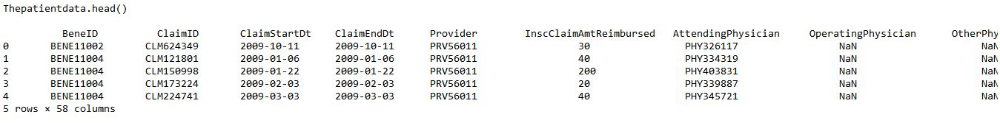 Thepatientdata.head()
BeneID ClaimID ClaimStartDt ClaimEndDt Provider InscClaimAmtReimbursed AttendingPhysician OperatingPhysician OtherPhy
0 BENE11002 CLM624349 2009-10-11 2009-10-11 PRV56011 30 PHY326117 NaN NaN
1 BENE11004 CLM121801 2009-01-06 2009-01-06 PRV56011 40 PHY334319 NaN NaN
2 BENE11004 CLM150998 2009-01-22 2009-01-22 PRV56011 200 PHY403831 NaN NaN
3 BENE11004 CLM173224 2009-02-03 2009-02-03 PRV56011 20 PHY339887 NaN NaN
4 BENE11004 CLM224741 2009-03-03 2009-03-03 PRV56011 40 PHY345721 NaN NaN
5 rows × 58 columns